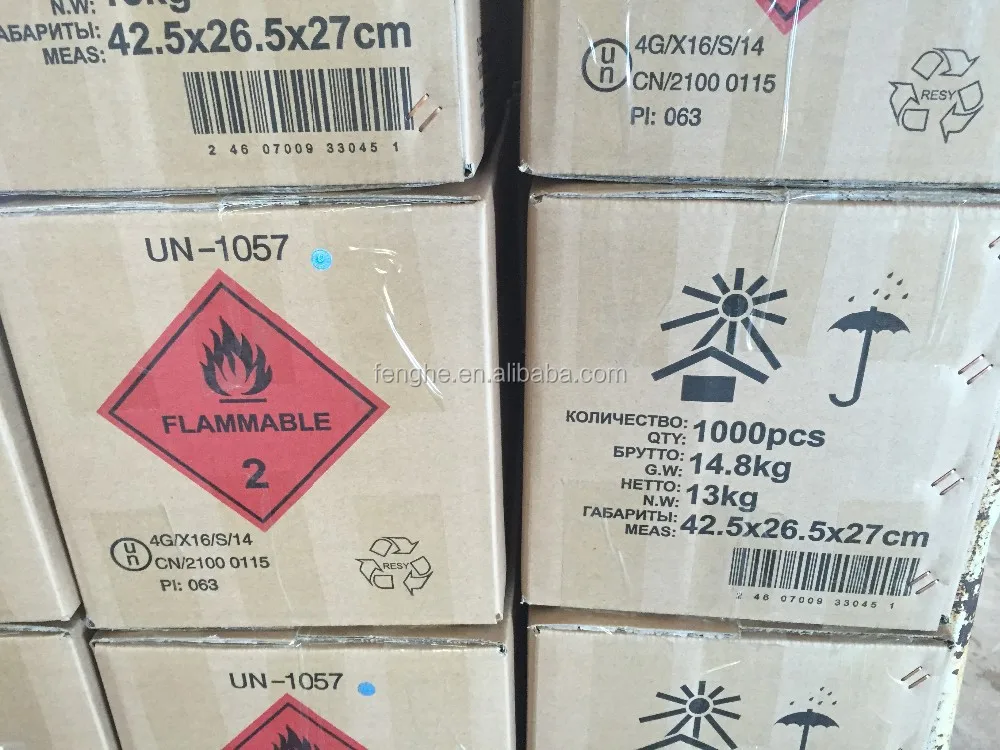 N.W:
ГАБАРИТЫ:
MEAS: 42.5x26.5x27cm
2 46 07009 33045 1
un 4G/X16/S/14
CN/2100 0115
PI: 063
RESY
UN-1057
FLAMMABLE
2
un 4G/X16/S/14
CN/2100 0115
PI: 063
RESY
fenghe.en.alibaba.com
КОЛИЧЕСТВО:
QTY: 1000pcs
БРУТТО:
G.W: 14.8kg
НЕТТО:
N.W: 13kg
ГАБАРИТЫ:
MEAS: 42.5x26.5x27cm
2 46 07009 33045 1
UN-1057